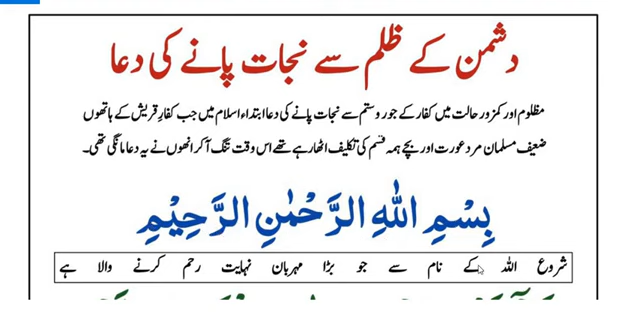 دشمن کے ظلم سے نجات پانے کی دعا
مظلوم اور کمزور حالت میں کفار کے جور و ستم سے نجات پانے کی دعا ابتداء اسلام میں جب کفارِ قریش کے ہاتھوں
ضعیف مسلمان مرد عورت اور بچے ہمہ قسم کی تکلیف اٹھا رہے تھے اس وقت تنگ آ کر انھوں نے یہ دعا مانگی تھی۔
بِسْمِ اللّٰهِ الرَّحْمٰنِ الرَّحِيْمِ
شروع اللہ کے نام سے جو بڑا مہربان نہایت رحم کرنے والا ہے